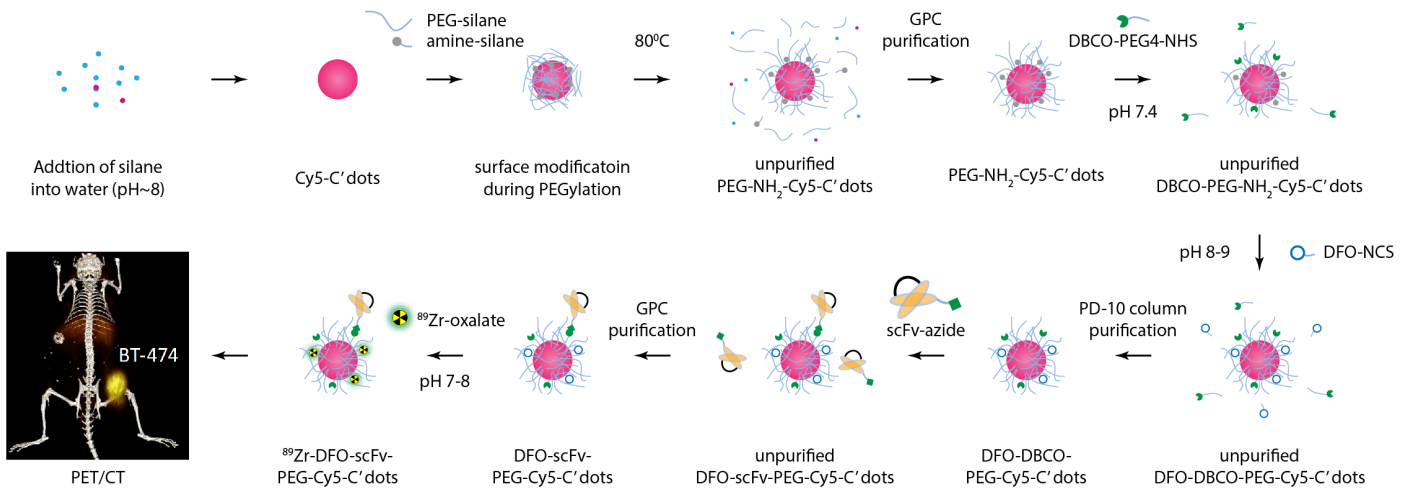 PEG-silane
amine-silane
80⁰C
GPC
purification
DBCO-PEG4-NHS
pH 7.4
Addtion of silane
into water (pH~8)
Cy5-C’ dots
surface modificatoin
during PEGylation
unpurified
PEG-NH₂-Cy5-C’ dots
PEG-NH₂-Cy5-C’ dots
unpurified
DBCO-PEG-NH₂-Cy5-C’ dots
pH 8-9
DFO-NCS
PD-10 column
purification
scFv-azide
GPC
purification
⁸⁹Zr-oxalate
pH 7-8
BT-474
unpurified
DFO-DBCO-PEG-Cy5-C’ dots
DFO-DBCO-
PEG-Cy5-C’ dots
unpurified
DFO-scFv-PEG-Cy5-C’ dots
DFO-scFv-
PEG-Cy5-C’ dots
⁸⁹Zr-DFO-scFv-
PEG-Cy5-C’ dots
PET/CT